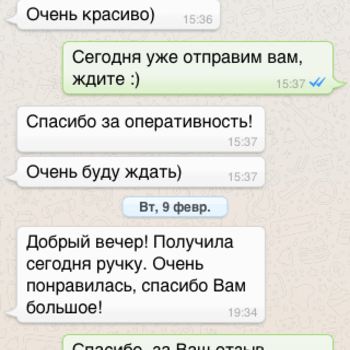 Очень красиво)
15:36
Сегодня уже отправим вам,
ждите :)
15:37
Спасибо за оперативность!
15:37
Очень буду ждать)
15:37
Вт, 9 февр.
Добрый вечер! Получила
сегодня ручку. Очень
понравилась, спасибо Вам
большое!
19:34
Спасибо, за Ваш отзыв